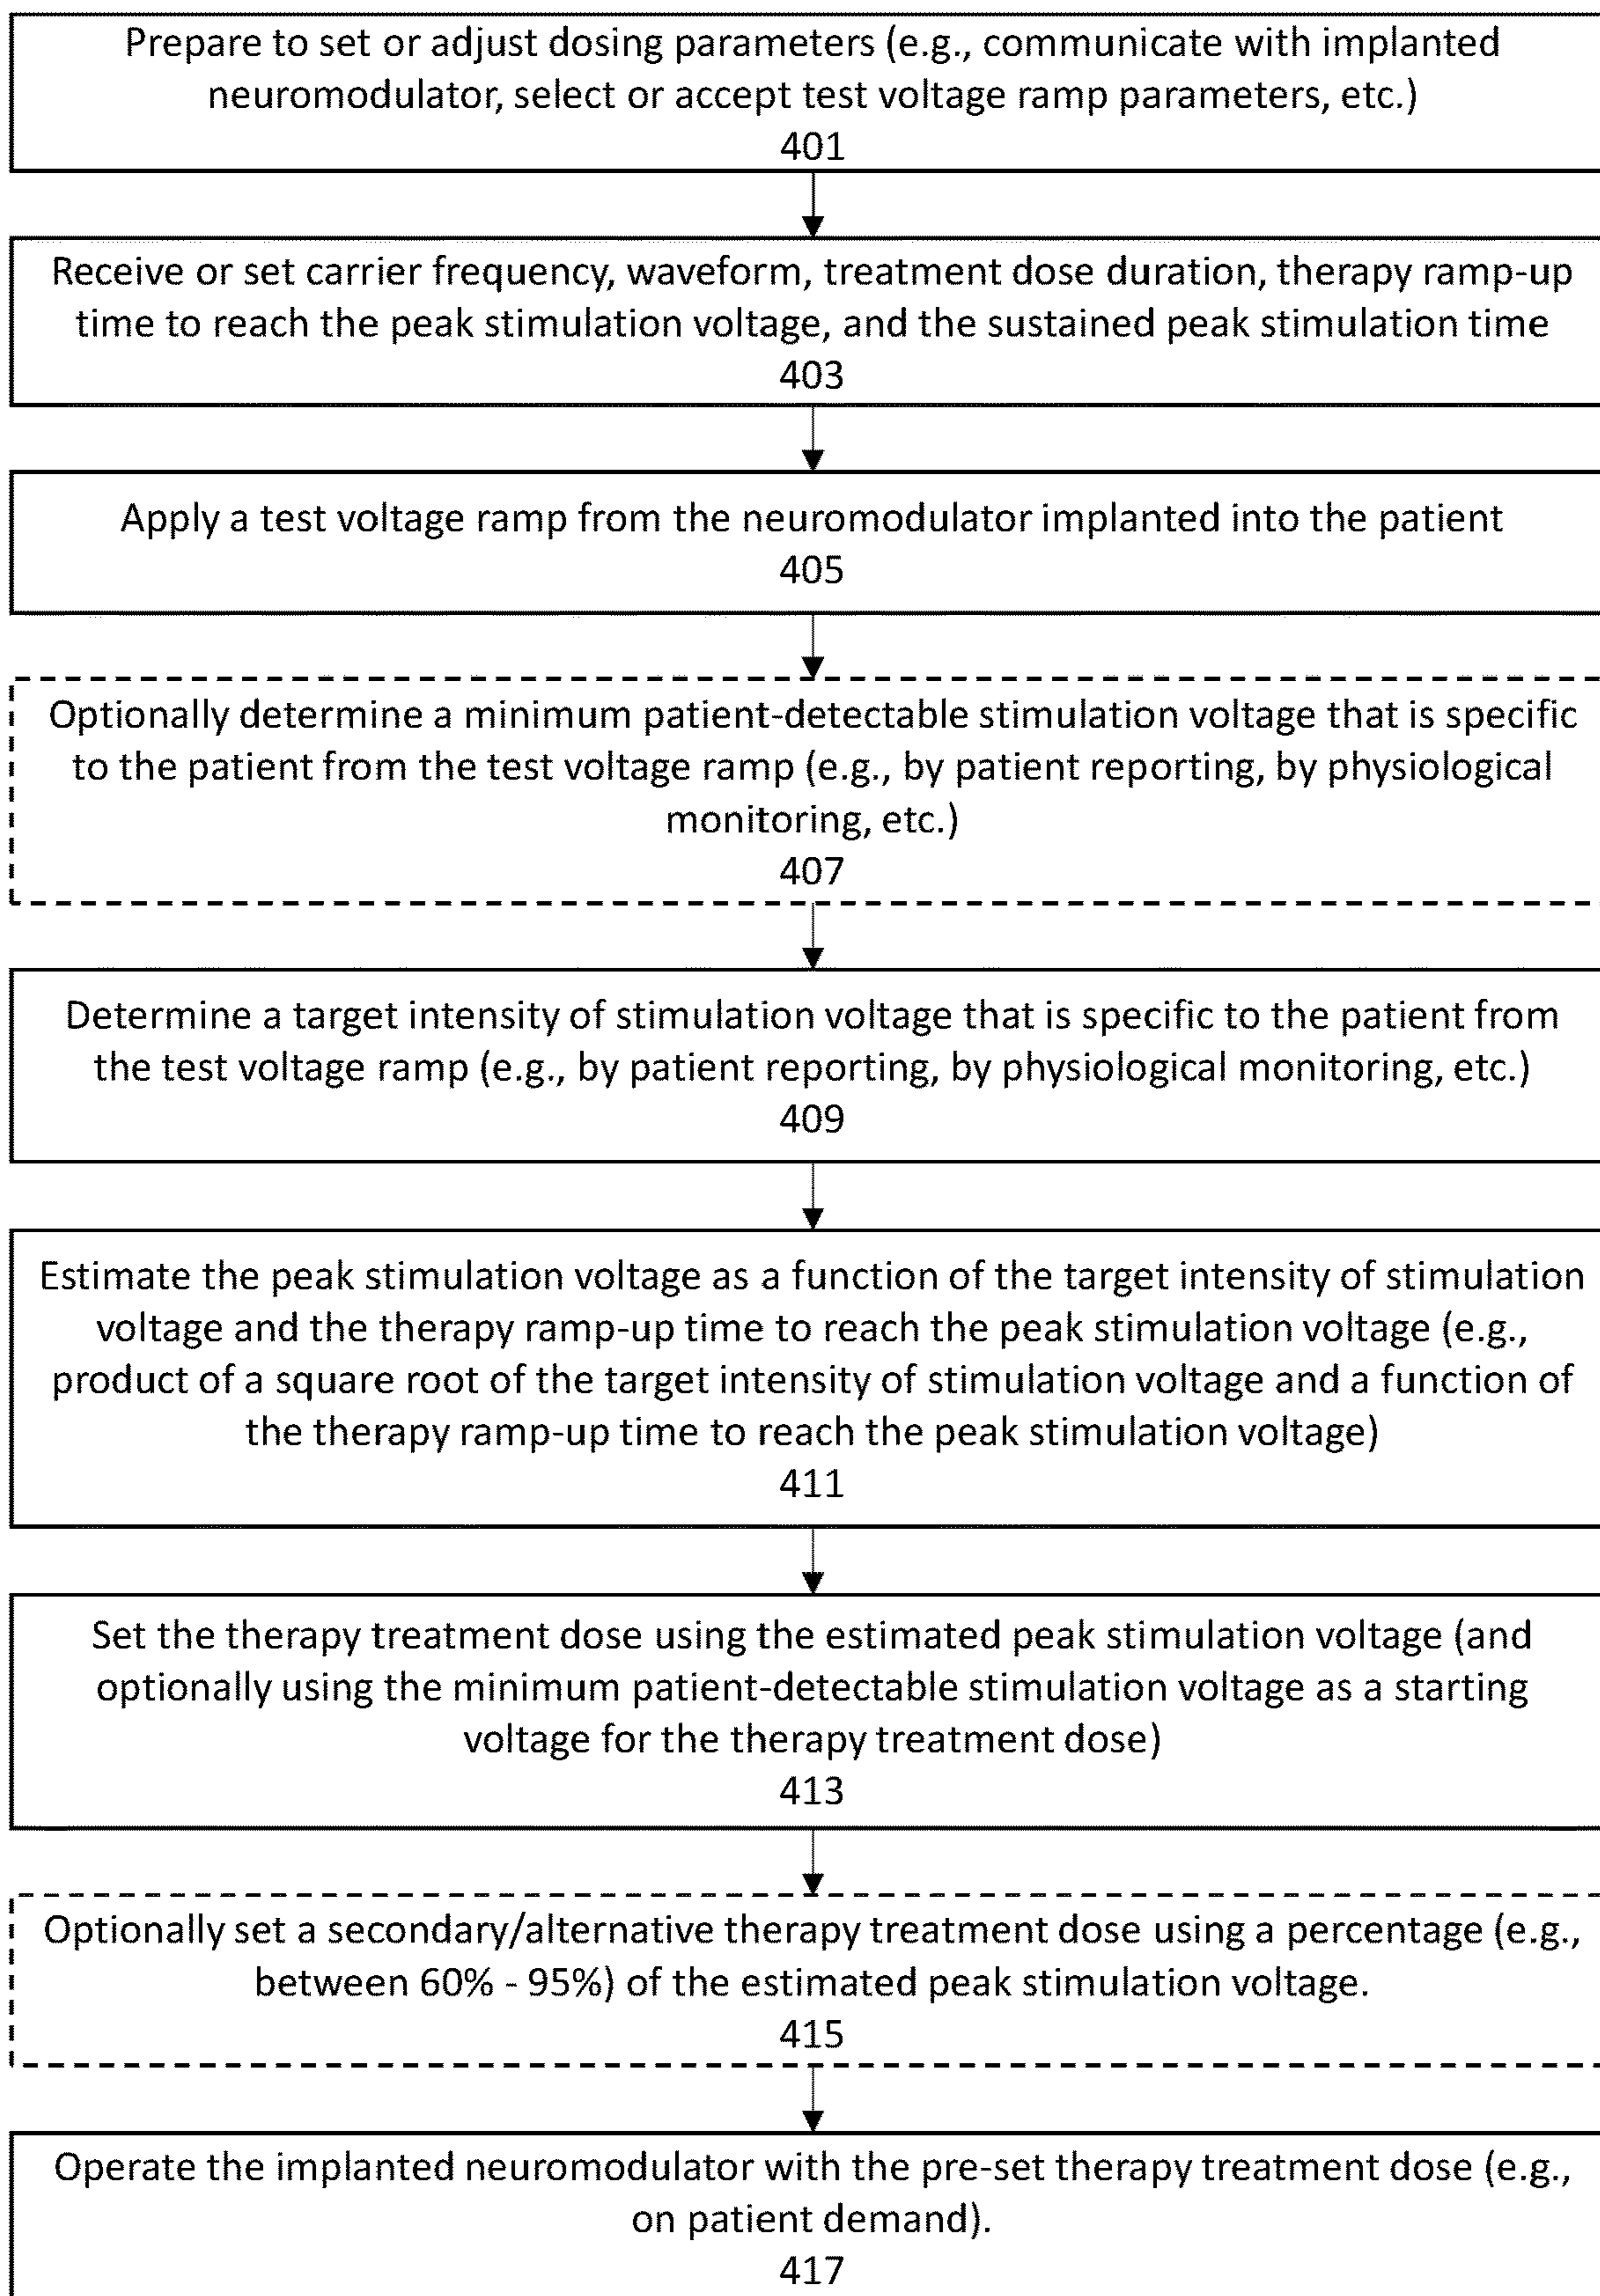 Prepare to set or adjust dosing parameters (e.g., communicate with implanted
neuromodulator, select or accept test voltage ramp parameters, etc.)
401
Receive or set carrier frequency, waveform, treatment dose duration, therapy ramp-up
time to reach the peak stimulation voltage, and the sustained peak stimulation time
403
Apply a test voltage ramp from the neuromodulator implanted into the patient
405
Optionally determine a minimum patient-detectable stimulation voltage that is specific
to the patient from the test voltage ramp (e.g., by patient reporting, by physiological
monitoring, etc.)
407
Determine a target intensity of stimulation voltage that is specific to the patient from
the test voltage ramp (e.g., by patient reporting, by physiological monitoring, etc.)
409
Estimate the peak stimulation voltage as a function of the target intensity of stimulation
voltage and the therapy ramp-up time to reach the peak stimulation voltage (e.g.,
product of a square root of the target intensity of stimulation voltage and a function of
the therapy ramp-up time to reach the peak stimulation voltage)
411
Set the therapy treatment dose using the estimated peak stimulation voltage (and
optionally using the minimum patient-detectable stimulation voltage as a starting
voltage for the therapy treatment dose)
413
Optionally set a secondary/alternative therapy treatment dose using a percentage (e.g.,
between 60% - 95%) of the estimated peak stimulation voltage.
415
Operate the implanted neuromodulator with the pre-set therapy treatment dose (e.g.,
on patient demand).
417